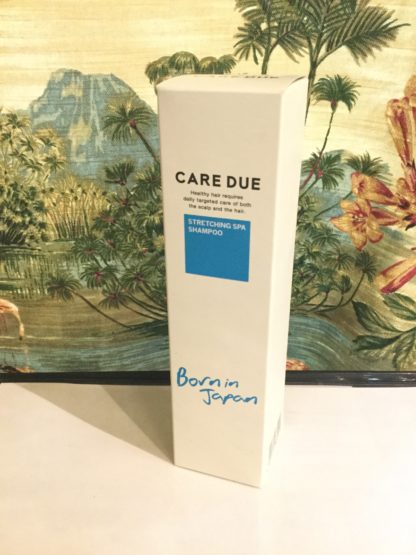 CARE DUE
Healthy hair requires
daily targeted care of both
the scalp and the hair.
STRETCHING SPA
SHAMPOO
Born in
Japan